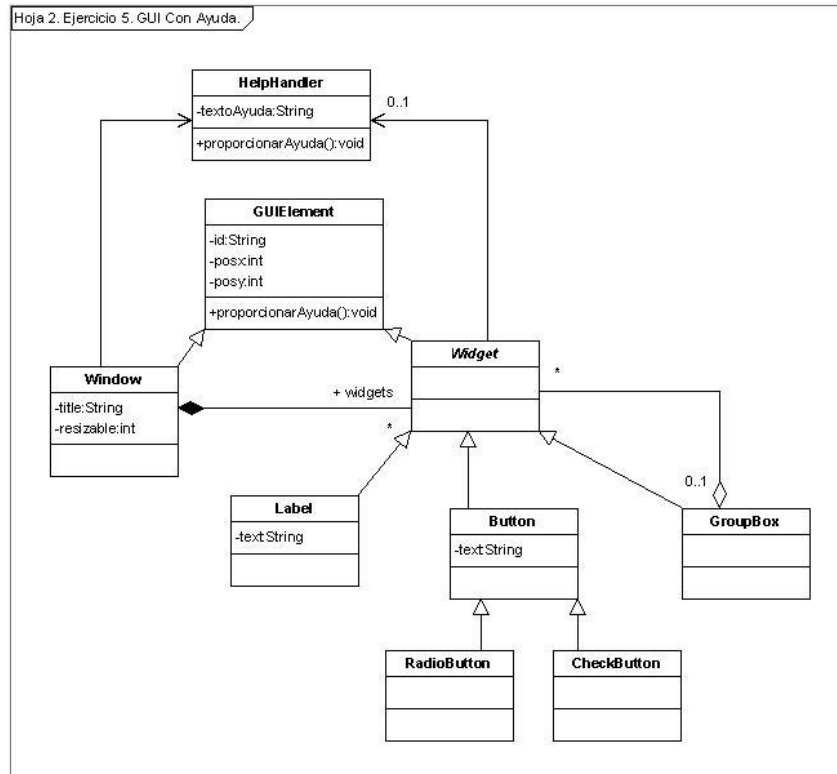 Hoja 2. Ejercicio 5. GUI Con Ayuda.
HelpHandler
-textoAyuda:String
+proporcionarAyuda():void
0..1
GUIElement
-id:String
-posx:int
-posy:int
+proporcionarAyuda():void
Widget
*
Window
-title:String
-resizable:int
+ widgets
*
0..1
Label
-text:String
Button
-text:String
GroupBox
RadioButton
CheckButton